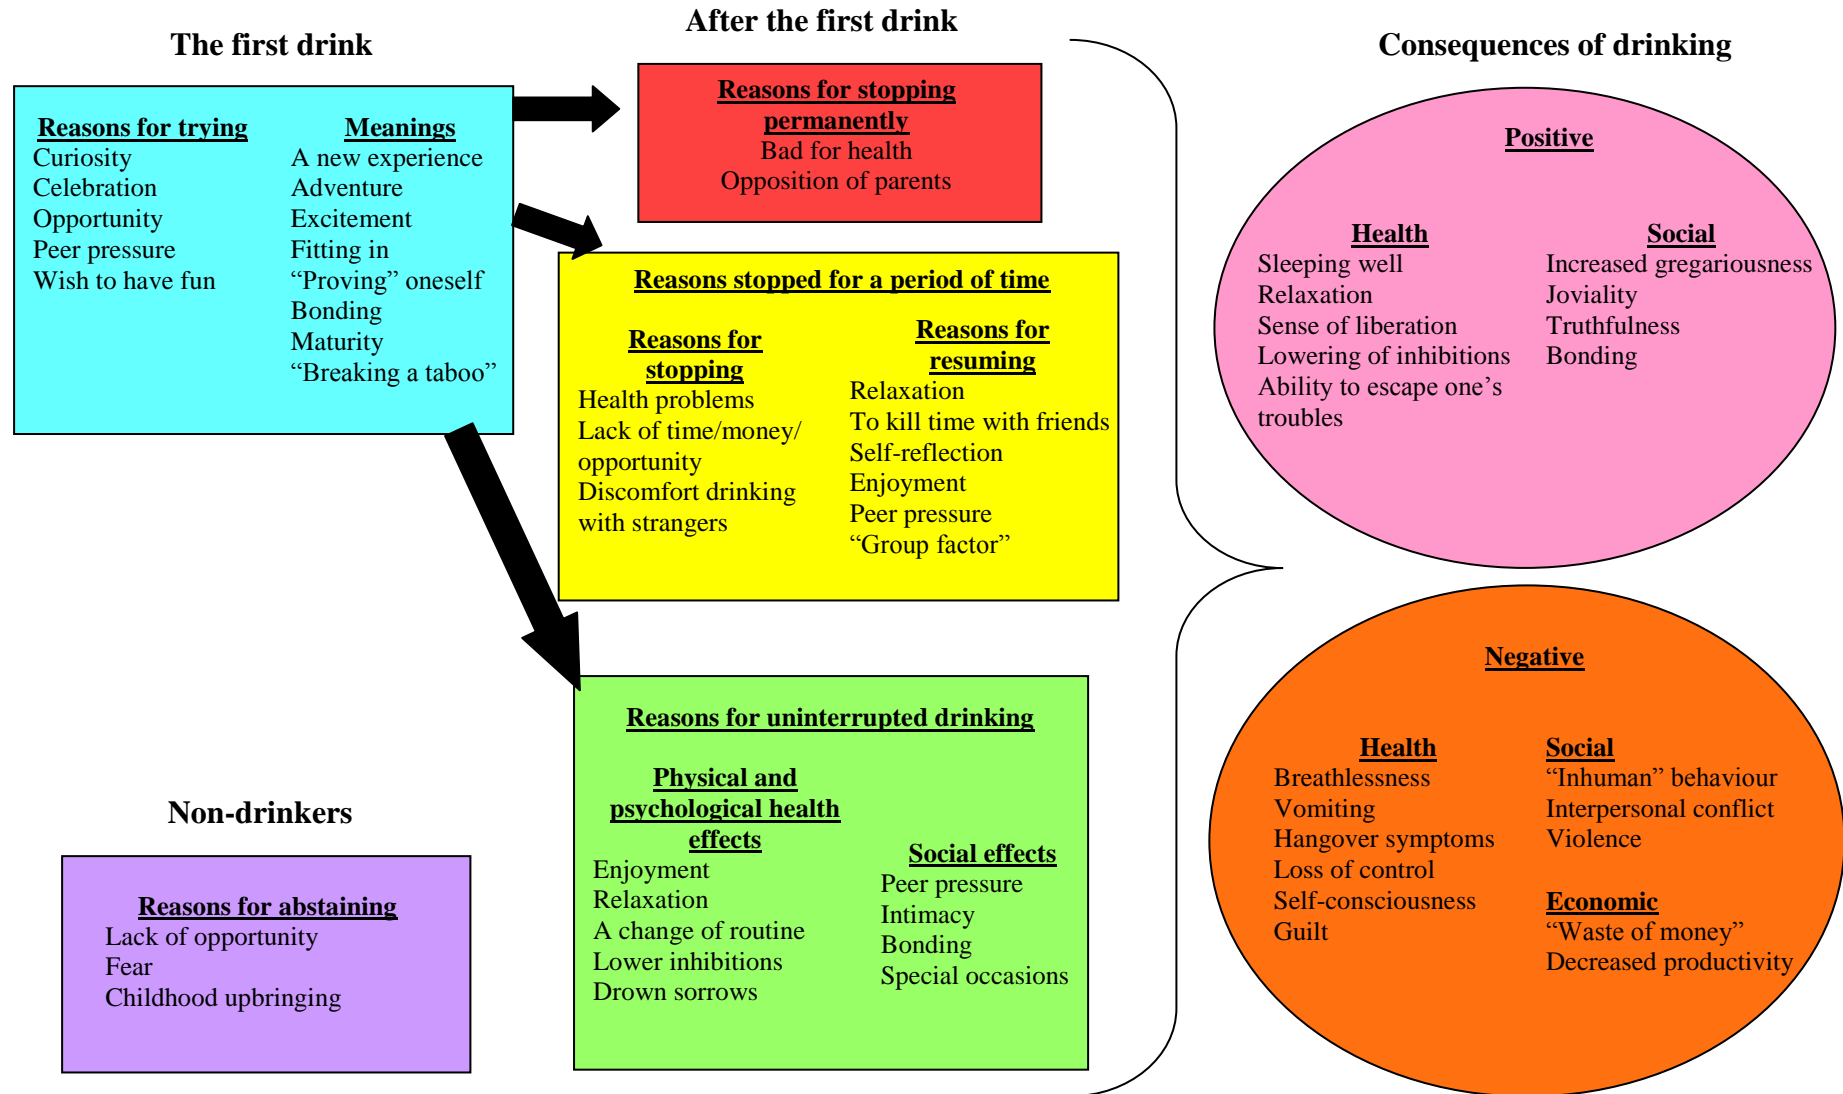 The first drink
Reasons for trying
Curiosity
Celebration
Opportunity
Peer pressure
Wish to have fun
Meanings
A new experience
Adventure
Excitement
Fitting in
“Proving” oneself
Bonding
Maturity
“Breaking a taboo”
Non-drinkers
Reasons for abstaining
Lack of opportunity
Fear
Childhood upbringing
After the first drink
Reasons for stopping
permanently
Bad for health
Opposition of parents
Reasons stopped for a period of time
Reasons for
stopping
Health problems
Lack of time/money/
opportunity
Discomfort drinking
with strangers
Reasons for
resuming
Relaxation
To kill time with friends
Self-reflection
Enjoyment
Peer pressure
“Group factor”
Reasons for uninterrupted drinking
Physical and
psychological health
effects
Enjoyment
Relaxation
A change of routine
Lower inhibitions
Drown sorrows
Social effects
Peer pressure
Intimacy
Bonding
Special occasions
Consequences of drinking
Positive
Health
Sleeping well
Relaxation
Sense of liberation
Lowering of inhibitions
Ability to escape one’s
troubles
Social
Increased gregariousness
Joviality
Truthfulness
Bonding
Negative
Health
Breathlessness
Vomiting
Hangover symptoms
Loss of control
Self-consciousness
Guilt
Social
“Inhuman” behaviour
Interpersonal conflict
Violence
Economic
“Waste of money”
Decreased productivity